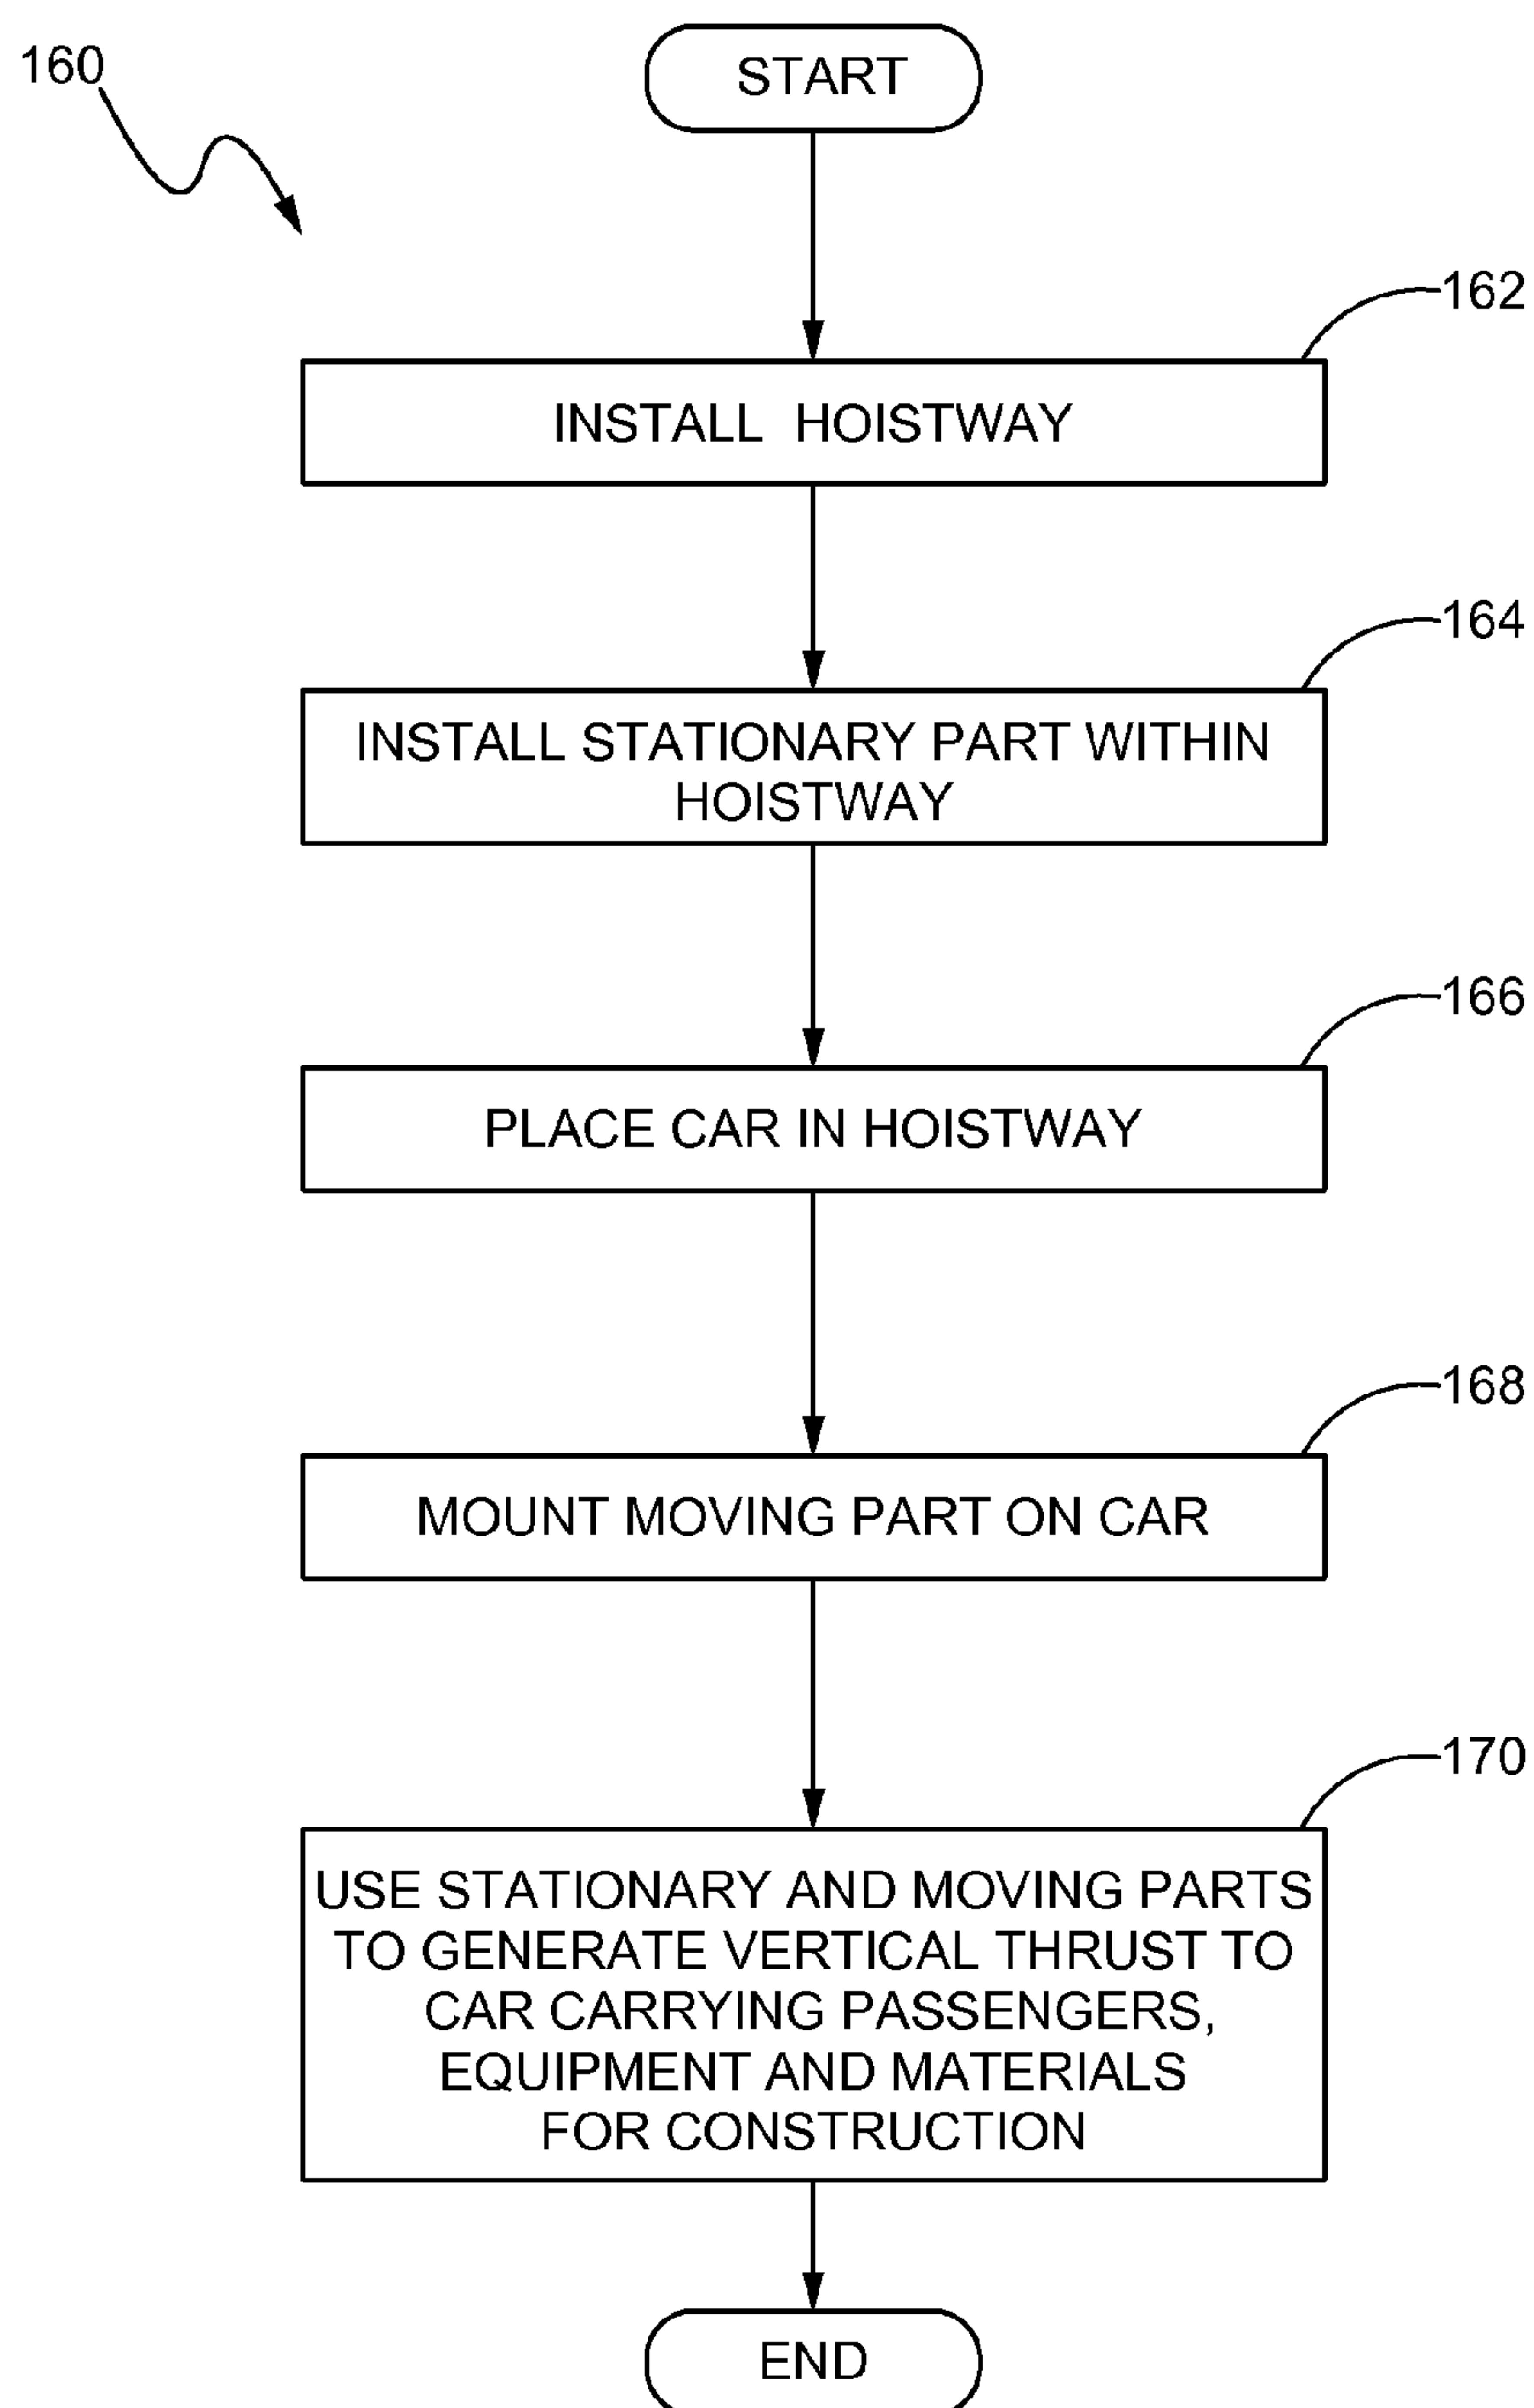 160
START
162
INSTALL HOISTWAY
164
INSTALL STATIONARY PART WITHIN
HOISTWAY
166
PLACE CAR IN HOISTWAY
168
MOUNT MOVING PART ON CAR
170
USE STATIONARY AND MOVING PARTS
TO GENERATE VERTICAL THRUST TO
CAR CARRYING PASSENGERS,
EQUIPMENT AND MATERIALS
FOR CONSTRUCTION
END